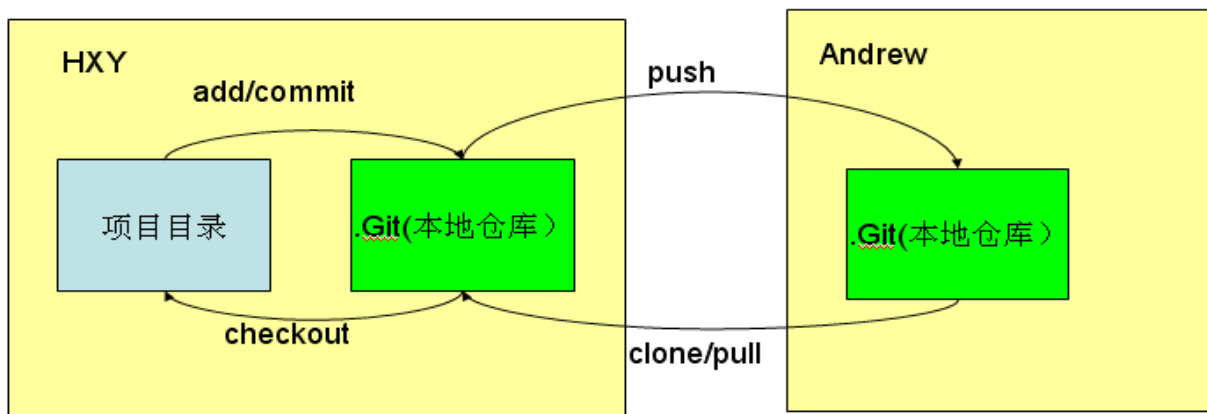 HXY
add/commit
项目目录
.Git(本地仓库）
checkout
push
clone/pull
Andrew
.Git(本地仓库）